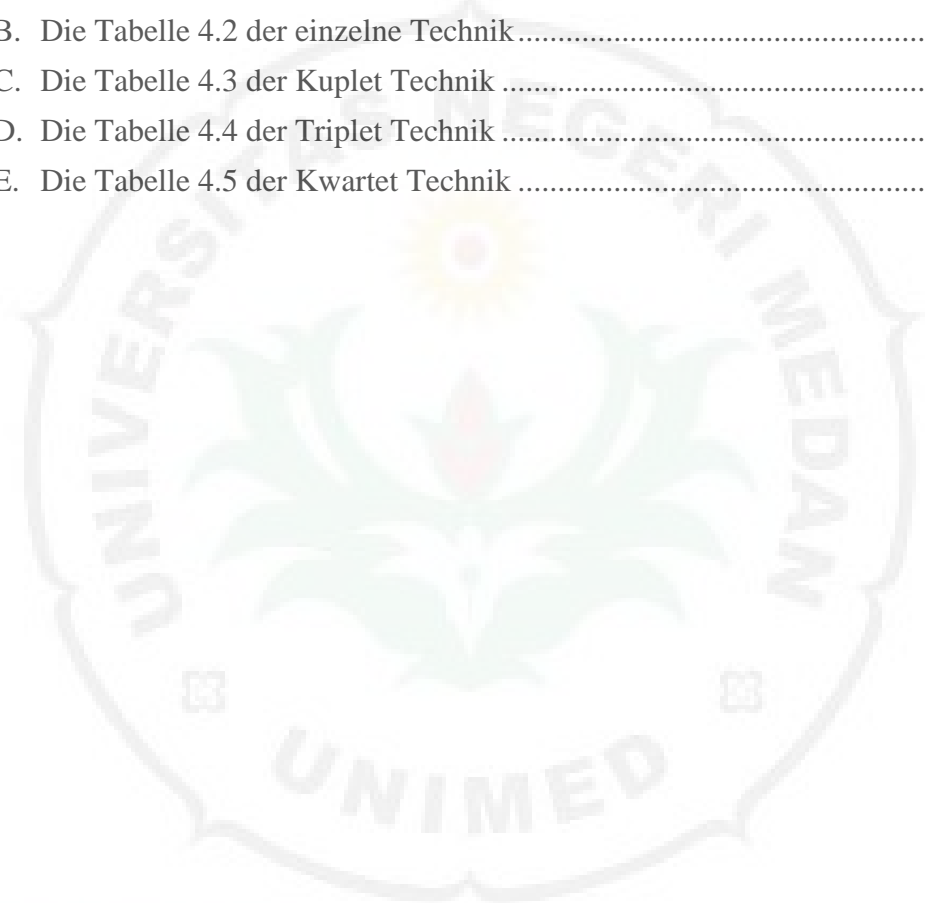 B. Die Tabelle 4.2 der einzelne Technik..................................................
C. Die Tabelle 4.3 der Kuplet Technik ....................................................
D. Die Tabelle 4.4 der Triplet Technik ....................................................
E. Die Tabelle 4.5 der Kwartet Technik ..................................................
UNIVERSITAS NEGERI MEDAN
UNIMED